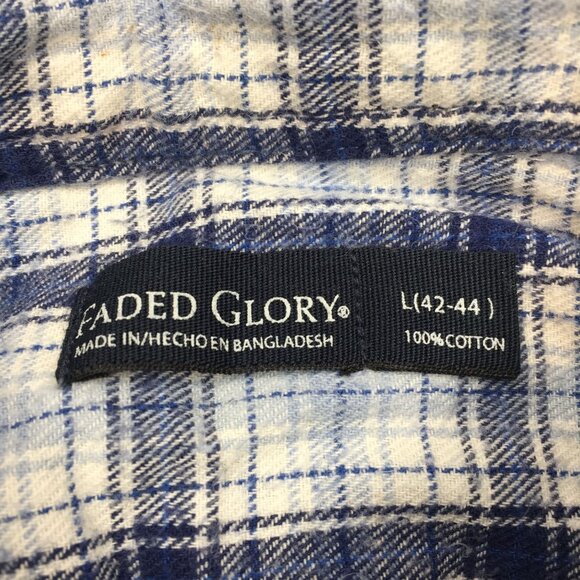 FADED GLORY®
MADE IN/HECHO EN BANGLADESH
L(42-44 )
100% COTTON